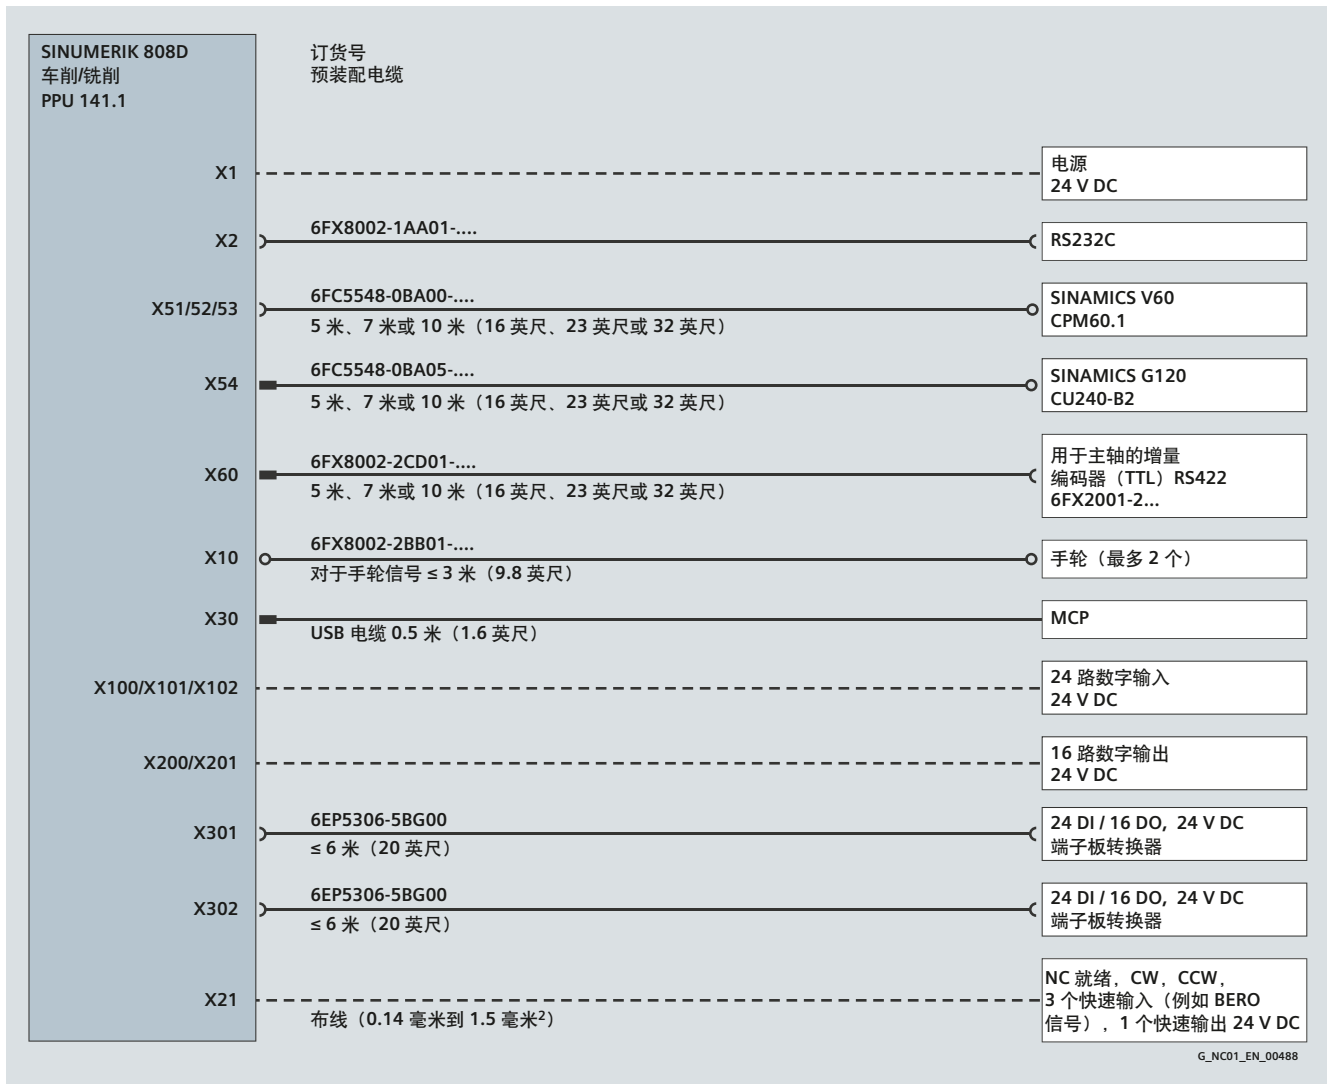 SINUMERIK 808D
车削/铣削
PPU 141.1
订货号
预装配电缆
X1
电源
24 V DC
X2
6FX8002-1AA01-....
RS232C
X51/52/53
6FC5548-0BA00-....
5 米、7 米或 10 米（16 英尺、23 英尺或 32 英尺）
SINAMICS V60
CPM60.1
X54
6FC5548-0BA05-....
5 米、7 米或 10 米（16 英尺、23 英尺或 32 英尺）
SINAMICS G120
CU240-B2
X60
6FX8002-2CD01-....
5 米、7 米或 10 米（16 英尺、23 英尺或 32 英尺）
用于主轴的增量
编码器（TTL）RS422
6FX2001-2...
X10
6FX8002-2BB01-....
对于手轮信号 ≤ 3 米（9.8 英尺）
手轮（最多 2 个）
X30
USB 电缆 0.5 米（1.6 英尺）
MCP
X100/X101/X102
24 路数字输入
24 V DC
X200/X201
16 路数字输出
24 V DC
X301
6EP5306-5BG00
≤ 6 米（20 英尺）
24 DI / 16 DO, 24 V DC
端子板转换器
X302
6EP5306-5BG00
≤ 6 米（20 英尺）
24 DI / 16 DO, 24 V DC
端子板转换器
X21
布线（0.14 毫米到 1.5 毫米²）
NC 就绪，CW，CCW，
3 个快速输入（例如 BERO
信号），1 个快速输出 24 V DC
G_NC01_EN_00488